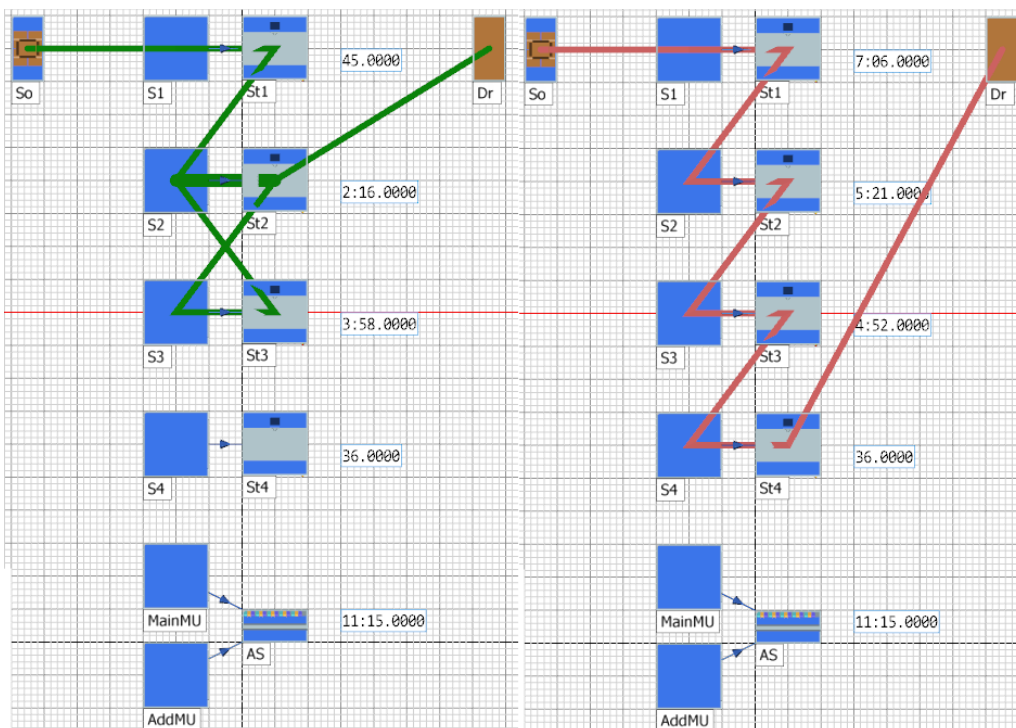 45.0000
So
S1
St1
Dr
2:16.0000
S2
St2
3:58.0000
S3
St3
36.0000
S4
St4
MainMU
11:15.0000
AS
AddMU
7:06.0000
So
S1
St1
Dr
5:21.0000
S2
St2
4:52.0000
S3
St3
36.0000
S4
St4
MainMU
11:15.0000
AS
AddMU